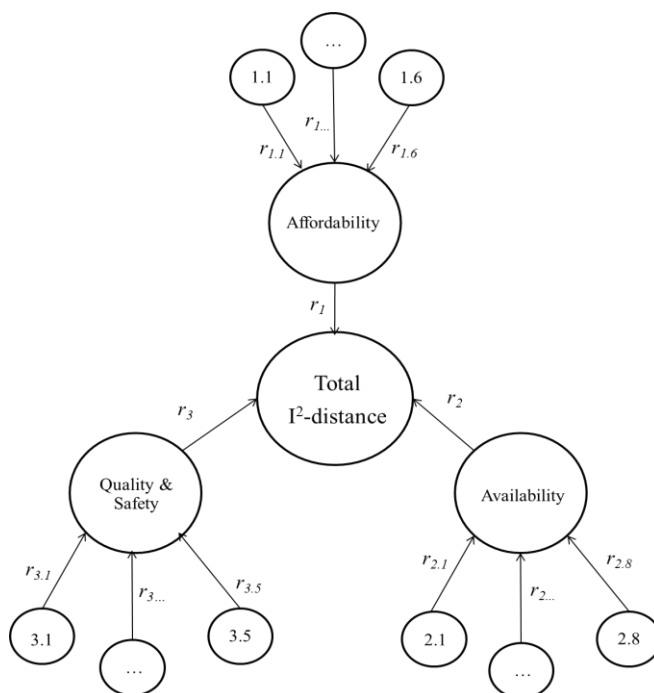 …
1.1
1.6
r1.1
r1...
r1.6
Affordability
r1
Total
I²-distance
r3
r2
Quality &
Safety
Availability
r3.1
r3...
r3.5
r2.1
r2...
r2.8
3.1
…
3.5
2.1
…
2.8